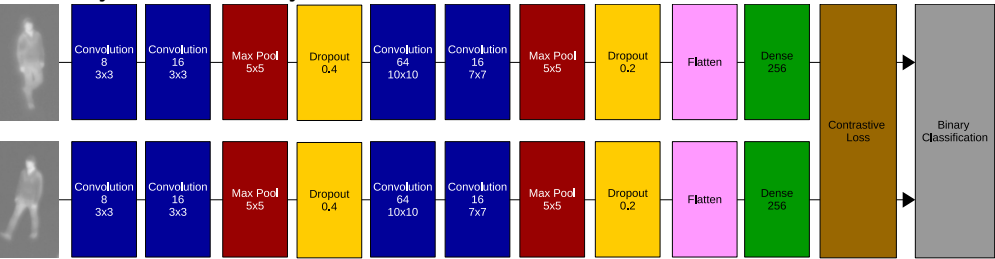 Convolution
8
3x3
Convolution
16
3x3
Max Pool
5x5
Dropout
0.4
Convolution
64
10x10
Convolution
16
7x7
Max Pool
5x5
Dropout
0.2
Flatten
Dense
256
Contrastive
Loss
Binary
Classification
Convolution
8
3x3
Convolution
16
3x3
Max Pool
5x5
Dropout
0.4
Convolution
64
10x10
Convolution
16
7x7
Max Pool
5x5
Dropout
0.2
Flatten
Dense
256